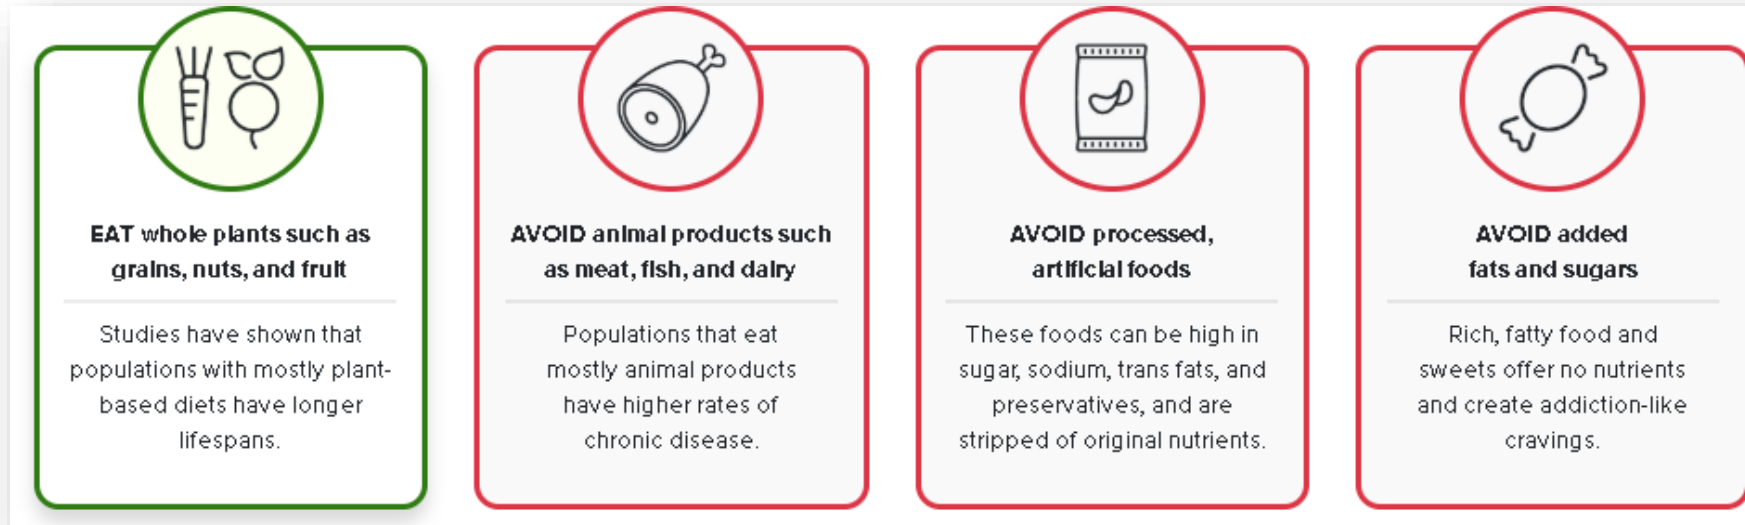 EAT whole plants such as
grains, nuts, and fruit
Studies have shown that
populations with mostly plant-
based diets have longer
lifespans.
AVOID animal products such
as meat, fish, and dairy
Populations that eat
mostly animal products
have higher rates of
chronic disease.
AVOID processed,
artificial foods
These foods can be high in
sugar, sodium, trans fats, and
preservatives, and are
stripped of original nutrients.
AVOID added
fats and sugars
Rich, fatty food and
sweets offer no nutrients
and create addiction-like
cravings.